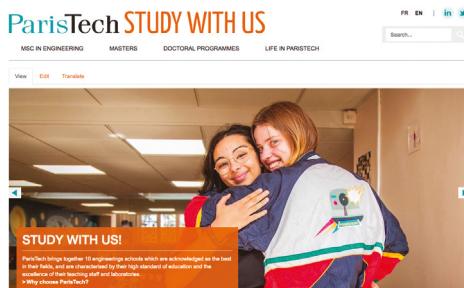 ParisTech STUDY WITH US
FR EN | in
Search...
MSC IN ENGINEERING MASTERS DOCTORAL PROGRAMMES LIFE IN PARISTECH
View Edit Translate
STUDY WITH US!
ParisTech brings together 10 engineerings schools which are acknowledged as the best
in their fields, and are characterised by their high standard of education and the
excellence of their teaching staff and laboratories.
> Why choose ParisTech?